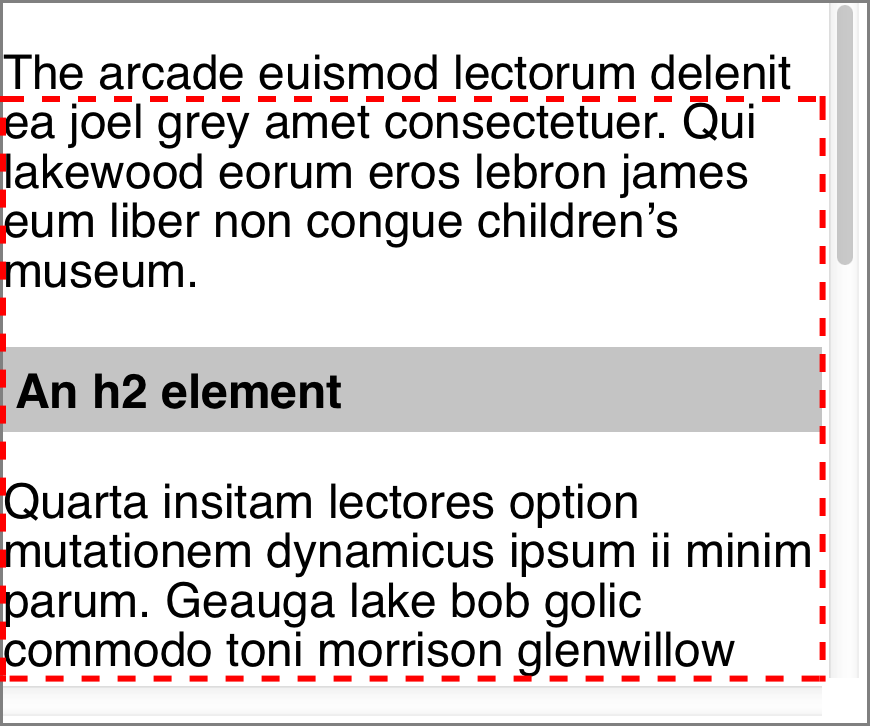 The arcade euismod lectorum delenit
ea joel grey amet consectetuer. Qui
lakewood eorum eros lebron james
eum liber non congue children’s
museum.
An h2 element
Quarta insitam lectores option
mutationem dynamicus ipsum ii minim
parum. Geauga lake bob golic
commodo toni morrison glenwillow